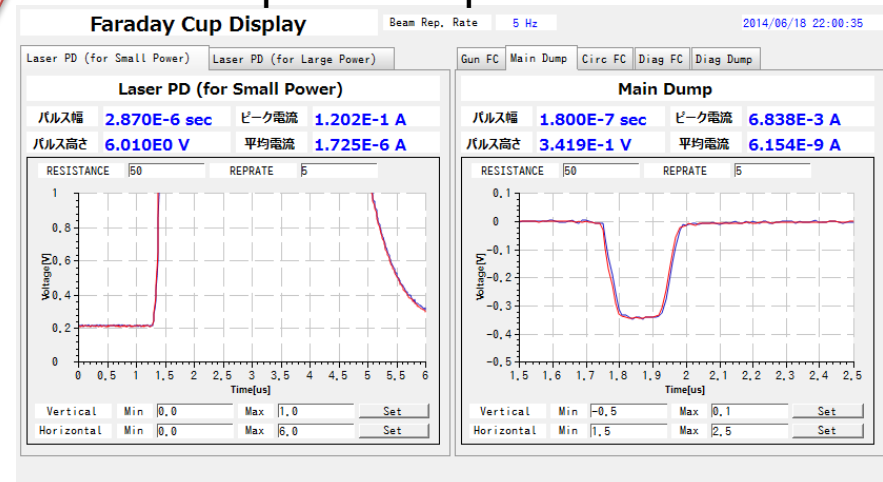 Faraday Cup Display
Beam Rep. Rate 5 Hz
2014/06/18 22:00:35
Laser PD (for Small Power) Laser PD (for Large Power)
Laser PD (for Small Power)
パルス幅 2.870E-6 sec ピーク電流 1.202E-1 A
パルス高さ 6.010E0 V 平均電流 1.725E-6 A
RESISTANCE 50 REPRATE 5
1
0.8
0.6
0.4
0.2
0
Voltage[V]
0 0.5 1 1.5 2 2.5 3 3.5 4 4.5 5 5.5 6
Time[us]
Vertical Min 0.0 Max 1.0 Set
Horizontal Min 0.0 Max 6.0 Set
Gun FC Main Dump Circ FC Diag FC Diag Dump
Main Dump
パルス幅 1.800E-7 sec ピーク電流 6.838E-3 A
パルス高さ 3.419E-1 V 平均電流 6.154E-9 A
RESISTANCE 50 REPRATE 5
0.1
0
-0.1
-0.2
-0.3
-0.4
-0.5
Voltage[V]
1.5 1.6 1.7 1.8 1.9 2 2.1 2.2 2.3 2.4 2.5
Time[us]
Vertical Min -0.5 Max 0.1 Set
Horizontal Min 1.5 Max 2.5 Set